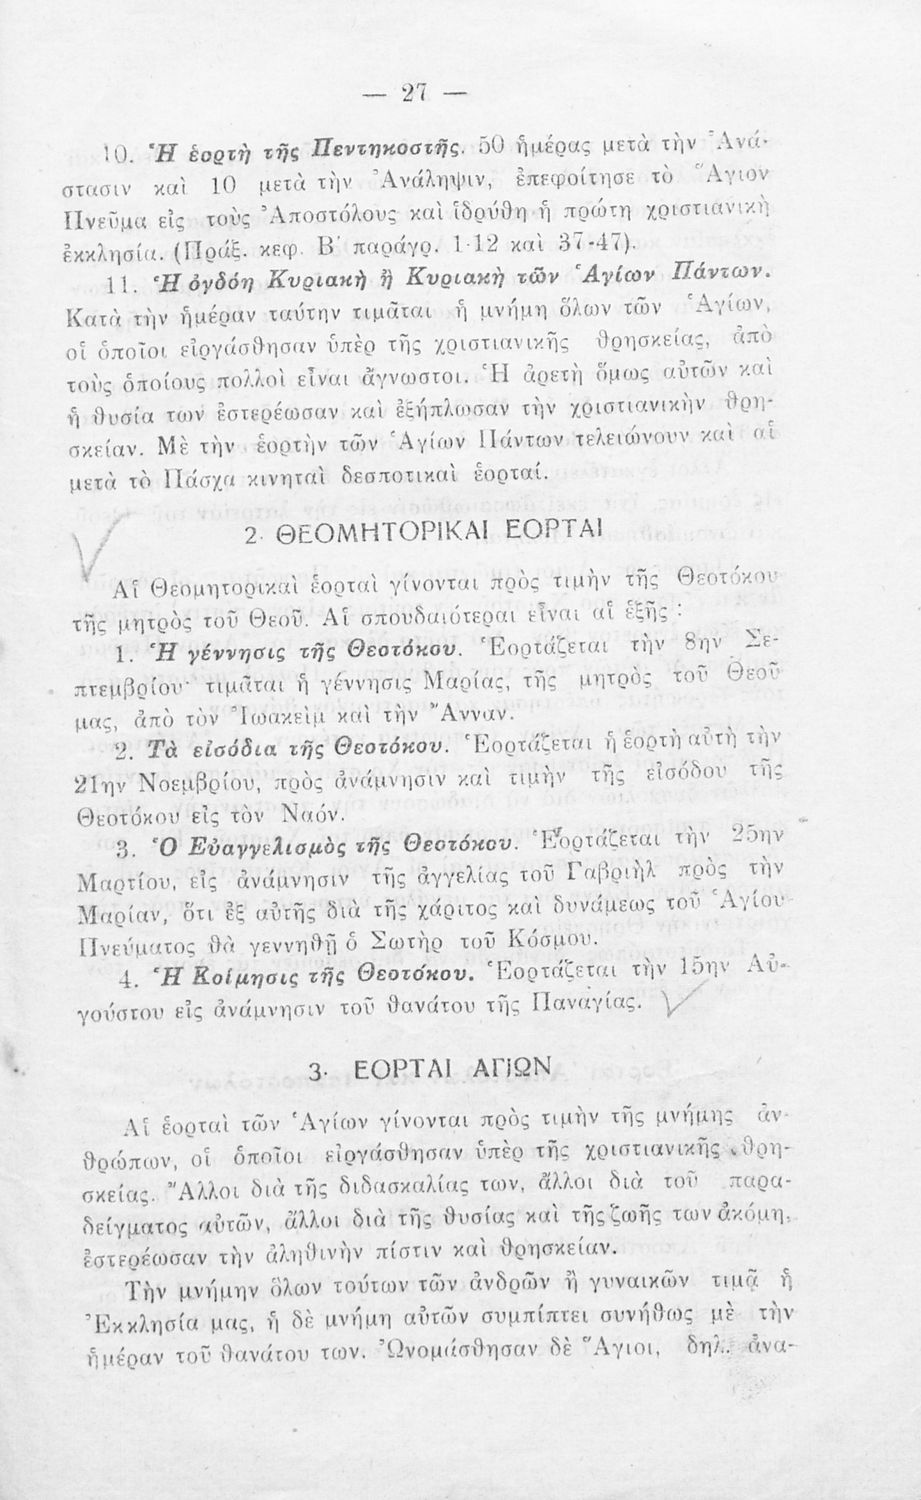 — 27 —
10. Ἡ ἑορτὴ τῆς Πεντηκοστῆς. 50 ἡμέρας μετὰ τὴν Ἀνά-
στασιν καὶ 10 μετὰ τὴν Ἀνάληψιν, ἐπεφοίτησε τὸ Ἅγιον
Πνεῦμα εἰς τοὺς Ἀποστόλους καὶ ἱδρύθη ἡ πρώτη χριστιανικὴ
ἐκκλησία. (Πράξ. κεφ. Β΄ παράγρ. 1-12 καὶ 37-47).
11. Ἡ ὀγδόη Κυριακὴ ἢ Κυριακὴ τῶν Ἁγίων Πάντων.
Κατὰ τὴν ἡμέραν ταύτην τιμᾶται ἡ μνήμη ὅλων τῶν Ἁγίων,
οἱ ὁποῖοι εἰργάσθησαν ὑπὲρ τῆς χριστιανικῆς θρησκείας, ἀπὸ
τοὺς ὁποίους πολλοὶ εἶναι ἄγνωστοι. Ἡ ἀρετὴ ὅμως αὐτῶν καὶ
ἡ θυσία των ἐστερέωσαν καὶ ἐξήπλωσαν τὴν χριστιανικὴν θρη-
σκείαν. Μὲ τὴν ἑορτὴν τῶν Ἁγίων Πάντων τελειώνουν καὶ αἱ
μετὰ τὸ Πάσχα κινηταὶ δεσποτικαὶ ἑορταί.
2. ΘΕΟΜΗΤΟΡΙΚΑΙ ΕΟΡΤΑΙ
Αἱ Θεομητορικαὶ ἑορταὶ γίνονται πρὸς τιμὴν τῆς Θεοτόκου
τῆς μητρὸς τοῦ Θεοῦ. Αἱ σπουδαιότεραι εἶναι αἱ ἑξῆς :
1. Ἡ γέννησις τῆς Θεοτόκου. Ἑορτάζεται τὴν 8ην Σε-
πτεμβρίου· τιμᾶται ἡ γέννησις Μαρίας, τῆς μητρὸς τοῦ Θεοῦ
μας, ἀπὸ τὸν Ἰωακεὶμ καὶ τὴν Ἄνναν.
2. Τὰ εἰσόδια τῆς Θεοτόκου. Ἑορτάζεται ἡ ἑορτὴ αὐτὴ τὴν
21ην Νοεμβρίου, πρὸς ἀνάμνησιν καὶ τιμὴν τῆς εἰσόδου τῆς
Θεοτόκου εἰς τὸν Ναόν.
3. Ὁ Εὐαγγελισμὸς τῆς Θεοτόκου. Ἑορτάζεται τὴν 25ην
Μαρτίου, εἰς ἀνάμνησιν τῆς ἀγγελίας τοῦ Γαβριὴλ πρὸς τὴν
Μαρίαν, ὅτι ἐξ αὐτῆς διὰ τῆς χάριτος καὶ δυνάμεως τοῦ Ἁγίου
Πνεύματος θὰ γεννηθῇ ὁ Σωτὴρ τοῦ Κόσμου.
4. Ἡ Κοίμησις τῆς Θεοτόκου. Ἑορτάζεται τὴν 15ην Αὐ-
γούστου εἰς ἀνάμνησιν τοῦ θανάτου τῆς Παναγίας.
3. ΕΟΡΤΑΙ ΑΓΙΩΝ
Αἱ ἑορταὶ τῶν Ἁγίων γίνονται πρὸς τιμὴν τῆς μνήμης ἀν-
θρώπων, οἱ ὁποῖοι εἰργάσθησαν ὑπὲρ τῆς χριστιανικῆς θρη-
σκείας. Ἄλλοι διὰ τῆς διδασκαλίας των, ἄλλοι διὰ τοῦ παρα-
δείγματος αὐτῶν, ἄλλοι διὰ τῆς θυσίας καὶ τῆς ζωῆς των ἀκόμη,
ἐστερέωσαν τὴν ἀληθινὴν πίστιν καὶ θρησκείαν.
Τὴν μνήμην ὅλων τούτων τῶν ἀνδρῶν ἢ γυναικῶν τιμᾷ ἡ
Ἐκκλησία μας, ἡ δὲ μνήμη αὐτῶν συμπίπτει συνήθως μὲ τὴν
ἡμέραν τοῦ θανάτου των. Ὠνομάσθησαν δὲ Ἅγιοι, δηλ. ἀνα-